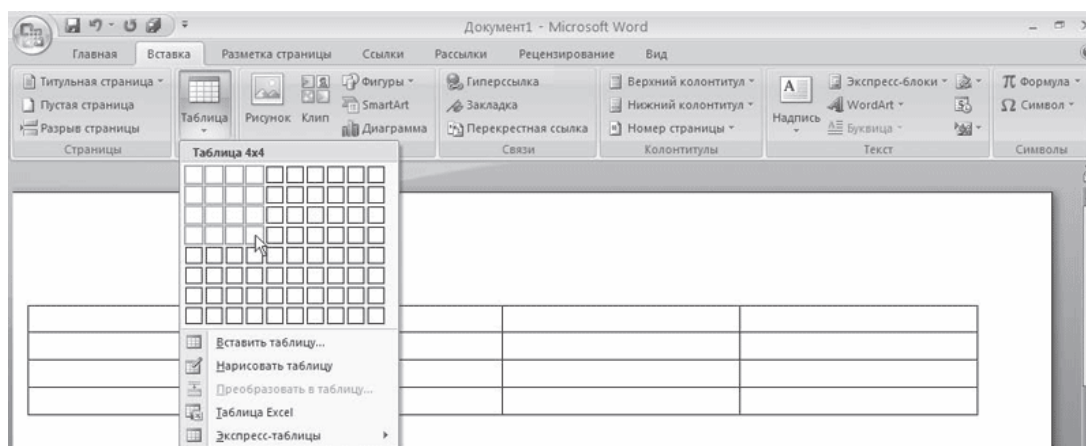 Документ1 - Microsoft Word
Главная Вставка Разметка страницы Ссылки Рассылки Рецензирование Вид
Титульная страница
Пустая страница
Разрыв страницы
Страницы
Таблица
Рисунок
Клип
Фигуры
SmartArt
Диаграмма
Гиперссылка
Закладка
Перекрестная ссылка
Связи
Верхний колонтитул
Нижний колонтитул
Номер страницы
Колонтитулы
Надпись
Экспресс-блоки
WordArt
Буквица
Текст
Формула
Символ
Символы
Таблица 4x4
Вставить таблицу...
Нарисовать таблицу
Преобразовать в таблицу...
Таблица Excel
Экспресс-таблицы